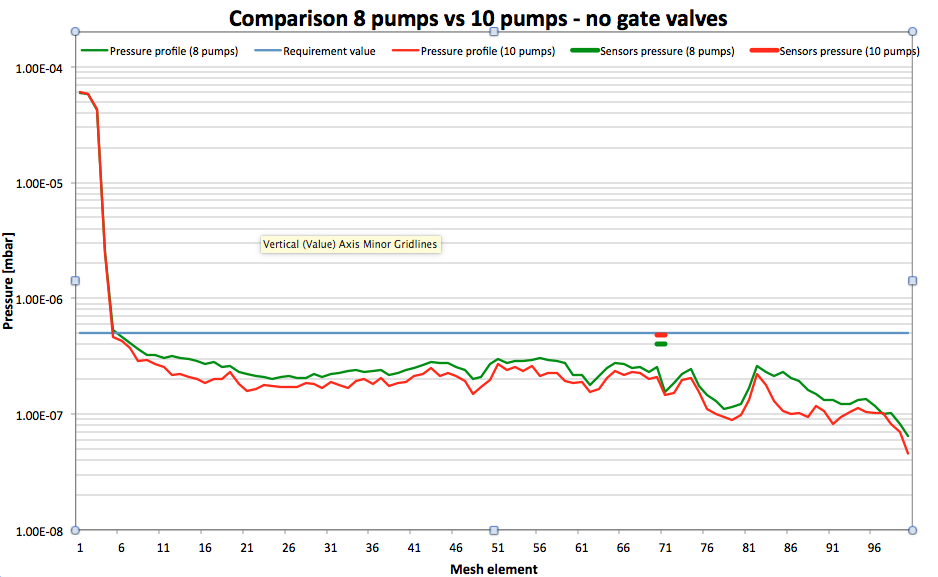 Comparison 8 pumps vs 10 pumps - no gate valves
Pressure profile (8 pumps) Requirement value Pressure profile (10 pumps) Sensors pressure (8 pumps) Sensors pressure (10 pumps)
1.00E-04
1.00E-05
Pressure [mbar]
Vertical (Value) Axis Minor Gridlines
1.00E-06
1.00E-07
1.00E-08
1 6 11 16 21 26 31 36 41 46 51 56 61 66 71 76 81 86 91 96
Mesh element